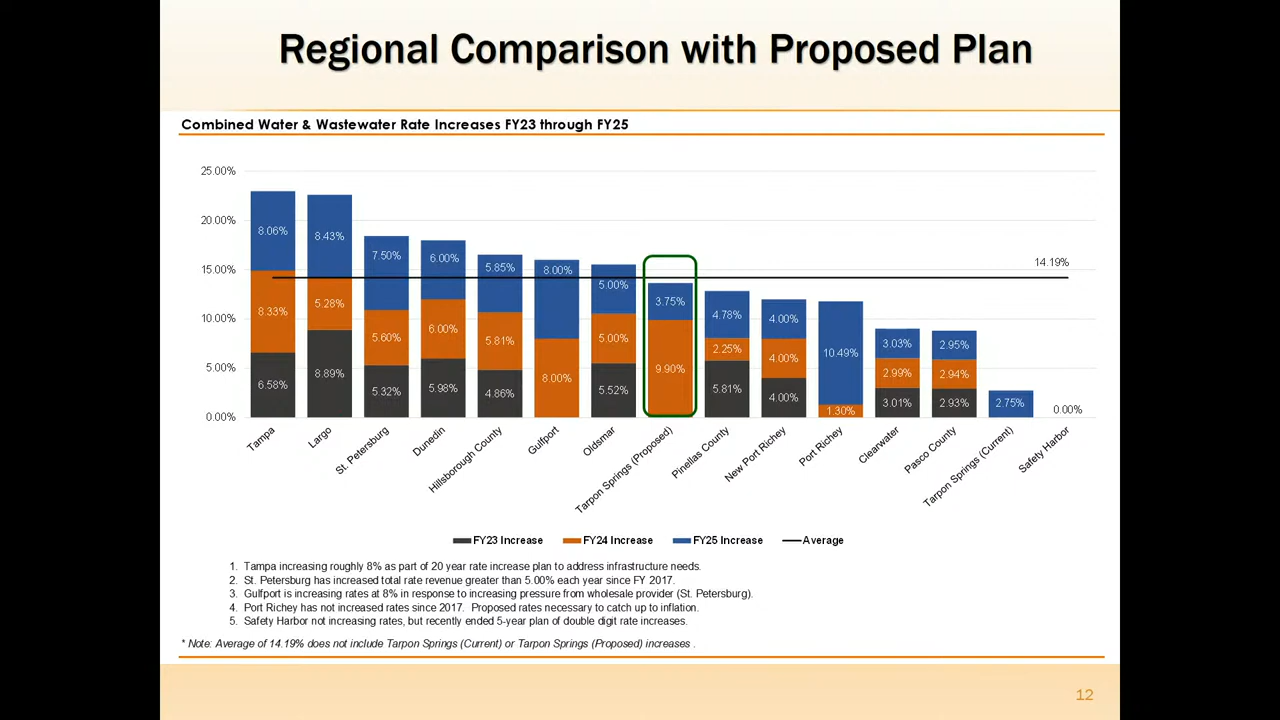 Regional Comparison with Proposed Plan
Combined Water & Wastewater Rate Increases FY23 through FY25
25.00%
20.00%
15.00%
10.00%
5.00%
0.00%
8.06%
8.33%
6.58%
8.43%
5.28%
8.89%
7.50%
5.60%
5.32%
6.00%
6.00%
5.98%
5.85%
5.81%
4.86%
8.00%
8.00%
5.00%
5.00%
5.52%
3.75%
9.90%
4.78%
2.25%
5.81%
4.00%
4.00%
4.00%
10.49%
1.30%
3.03%
2.99%
3.01%
2.95%
2.94%
2.93%
2.75%
0.00%
14.19%
Tampa
Largo
St. Petersburg
Dunedin
Hillsborough County
Gulfport
Oldsmar
Tarpon Springs (Proposed)
Pinellas County
New Port Richey
Port Richey
Clearwater
Pasco County
Tarpon Springs (Current)
Safety Harbor
FY23 Increase FY24 Increase FY25 Increase Average
1. Tampa increasing roughly 8% as part of 20 year rate increase plan to address infrastructure needs.
2. St. Petersburg has increased total rate revenue greater than 5.00% each year since FY 2017.
3. Gulfport is increasing rates at 8% in response to increasing pressure from wholesale provider (St. Petersburg).
4. Port Richey has not increased rates since 2017. Proposed rates necessary to catch up to inflation.
5. Safety Harbor not increasing rates, but recently ended 5-year plan of double digit rate increases.
* Note: Average of 14.19% does not include Tarpon Springs (Current) or Tarpon Springs (Proposed) increases .
12